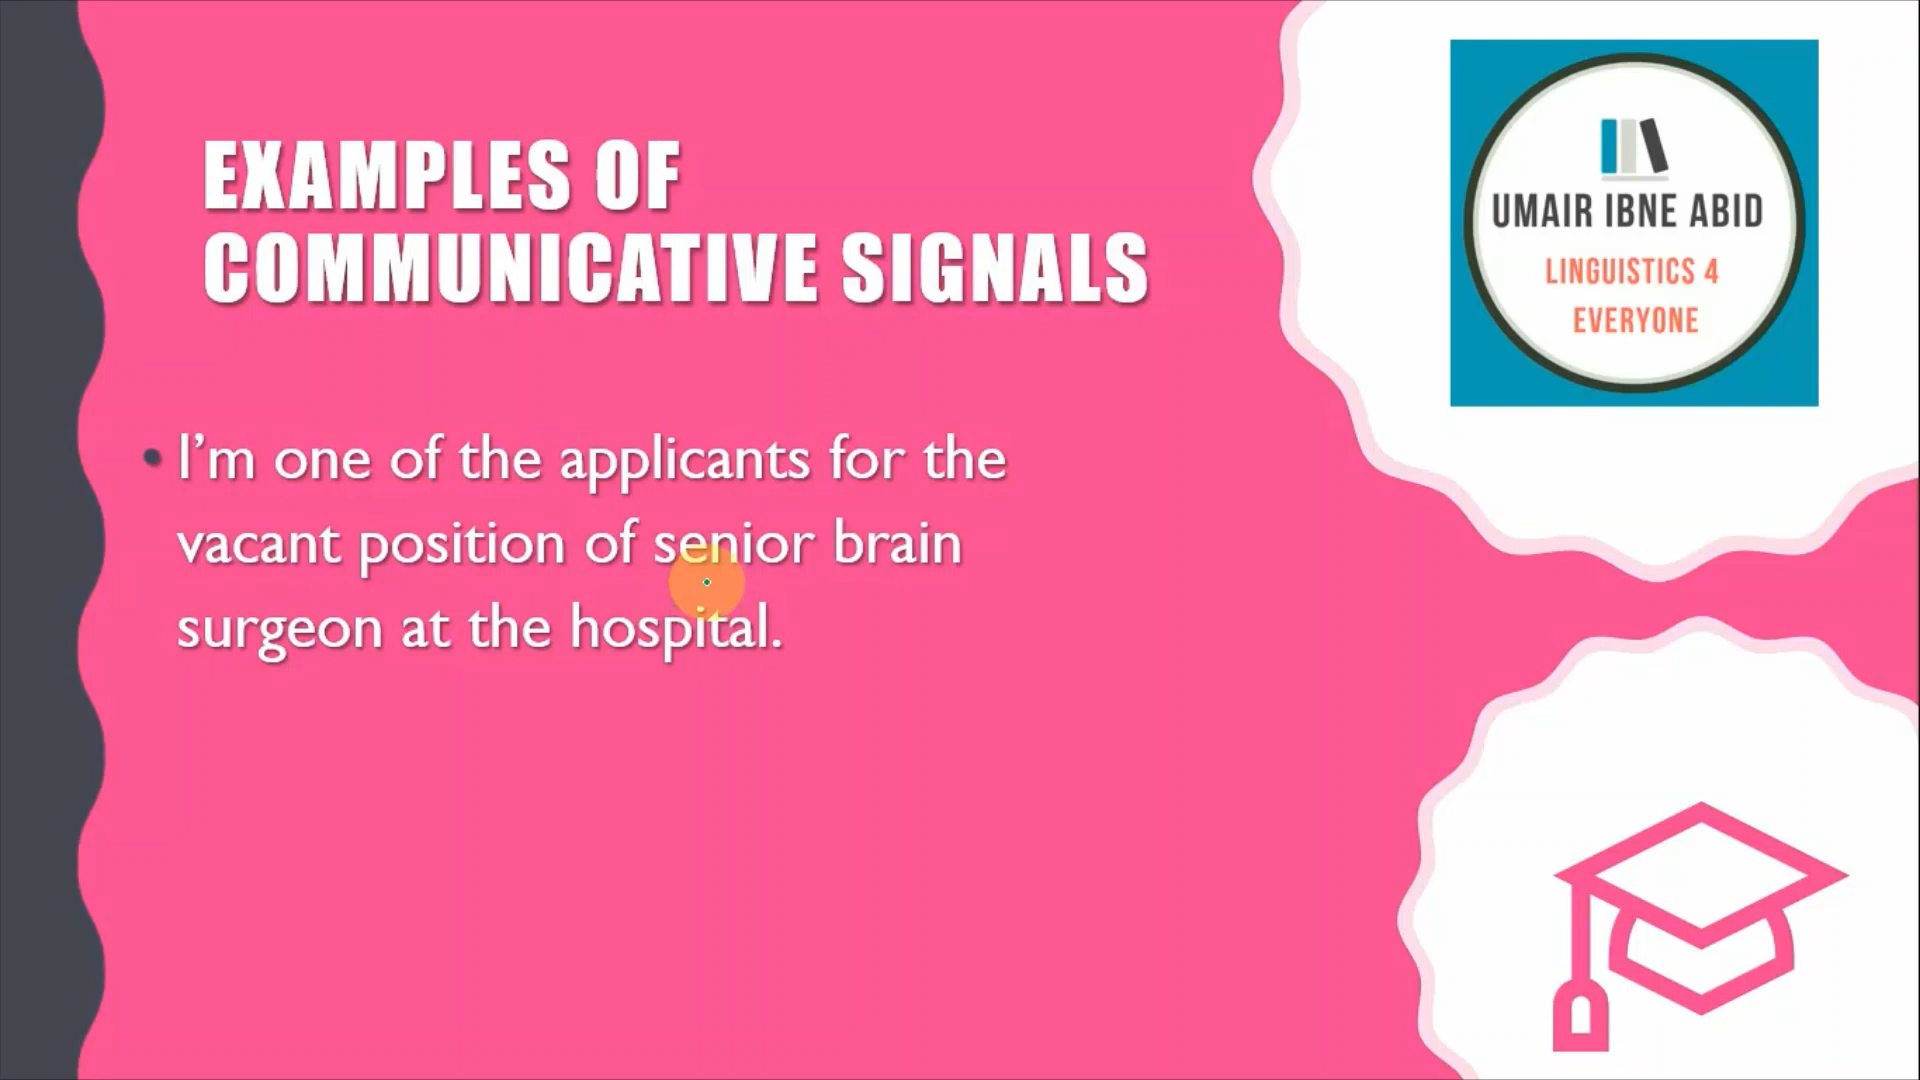 EXAMPLES OF
COMMUNICATIVE SIGNALS
• I'm one of the applicants for the
vacant position of senior brain
surgeon at the hospital.
UMAIR IBNE ABID
LINGUISTICS 4
EVERYONE